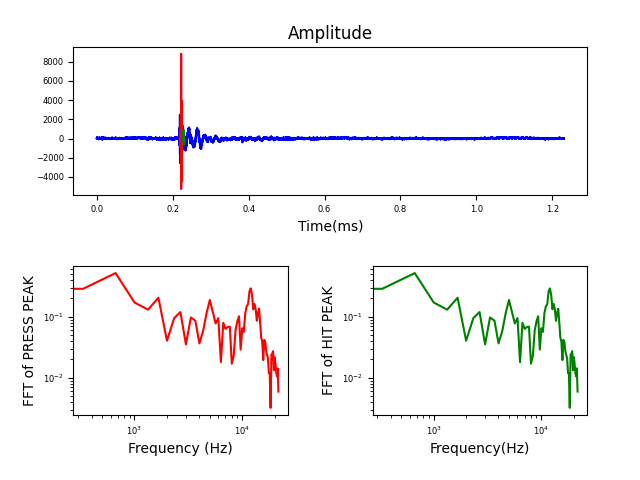 Amplitude
8000
6000
4000
2000
0
−2000
−4000
0.0 0.2 0.4 0.6 0.8 1.0 1.2
Time(ms)
FFT of PRESS PEAK
10⁻¹
10⁻²
10³ 10⁴
Frequency (Hz)
FFT of HIT PEAK
10⁻¹
10⁻²
10³ 10⁴
Frequency(Hz)